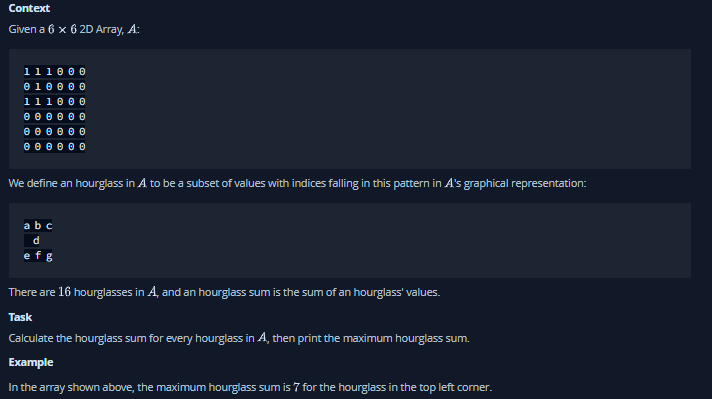 Context
Given a 6 × 6 2D Array, A:
1 1 1 0 0 0
0 1 0 0 0 0
1 1 1 0 0 0
0 0 0 0 0 0
0 0 0 0 0 0
0 0 0 0 0 0
We define an hourglass in A to be a subset of values with indices falling in this pattern in A's graphical representation:
a b c
d
e f g
There are 16 hourglasses in A, and an hourglass sum is the sum of an hourglass' values.
Task
Calculate the hourglass sum for every hourglass in A, then print the maximum hourglass sum.
Example
In the array shown above, the maximum hourglass sum is 7 for the hourglass in the top left corner.